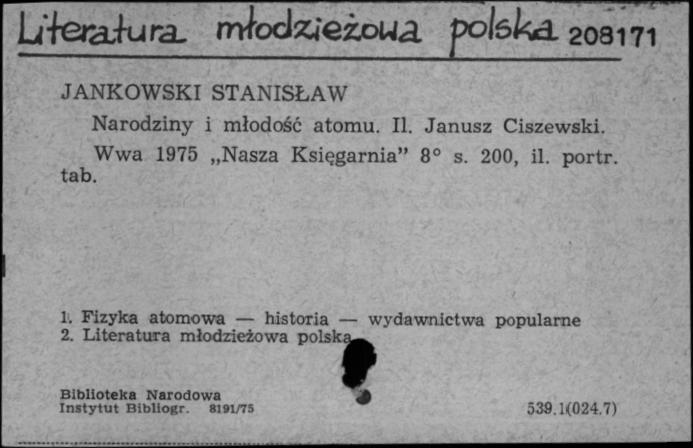 Literatura młodzieżowa polska 208171
JANKOWSKI STANISŁAW
Narodziny i młodość atomu. Il. Janusz Ciszewski.
Wwa 1975 „Nasza Księgarnia” 8° s. 200, il. portr.
tab.
1. Fizyka atomowa — historia — wydawnictwa popularne
2. Literatura młodzieżowa polska
Biblioteka Narodowa
Instytut Bibliogr. 8191/75 539.1(024.7)